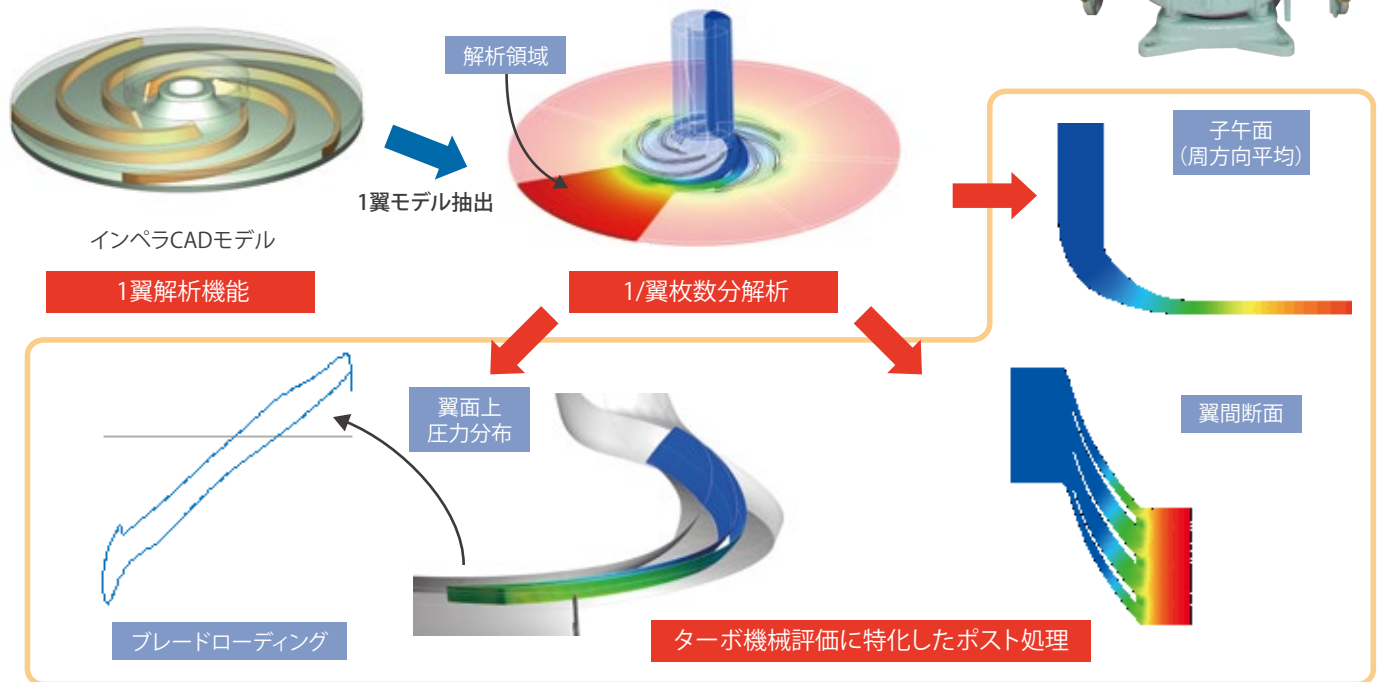 解析領域
1翼モデル抽出
インペラCADモデル
1翼解析機能
1/翼枚数分解析
子午面
(周方向平均)
翼面上
圧力分布
翼間断面
ブレードローディング
ターボ機械評価に特化したポスト処理